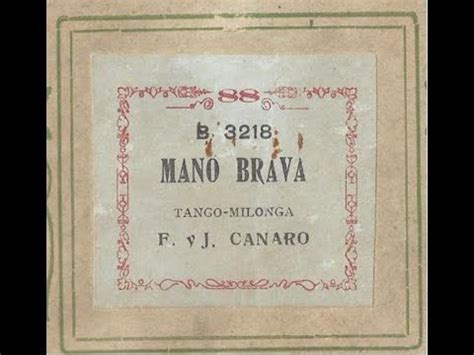 88
B. 3218
MANO BRAVA
TANGO-MILONGA
F. y J. CANARO